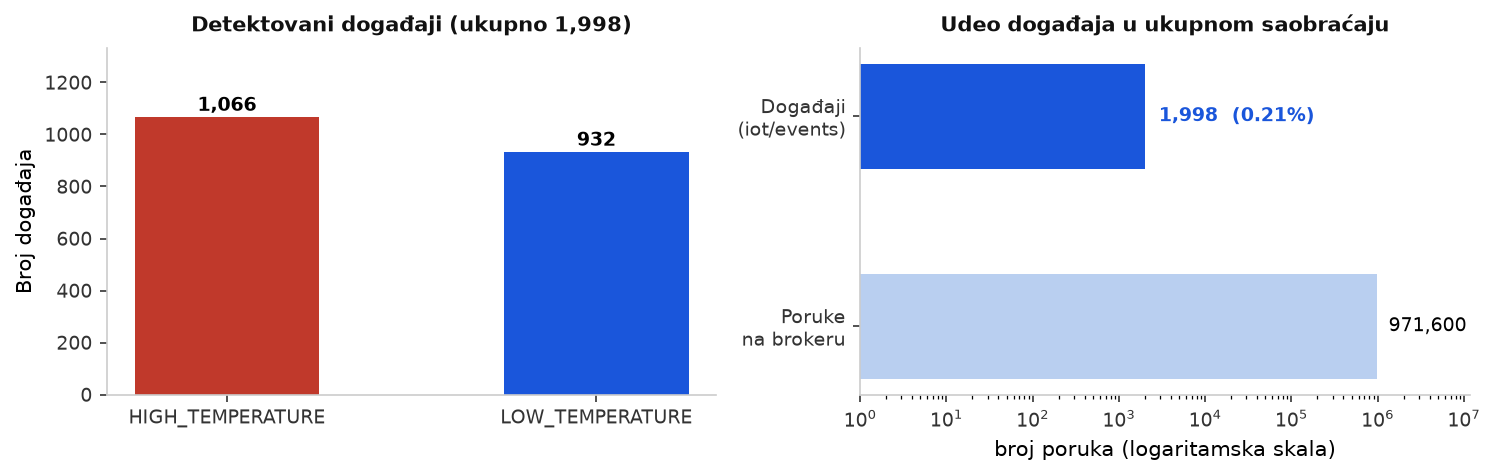 Detektovani događaji (ukupno 1,998)
Broj događaja
1200
1000
800
600
400
200
0
1,066
932
HIGH_TEMPERATURE
LOW_TEMPERATURE
Udeo događaja u ukupnom saobraćaju
Događaji
(iot/events)
1,998 (0.21%)
Poruke
na brokeru
971,600
10⁰ 10¹ 10² 10³ 10⁴ 10⁵ 10⁶ 10⁷
broj poruka (logaritamska skala)